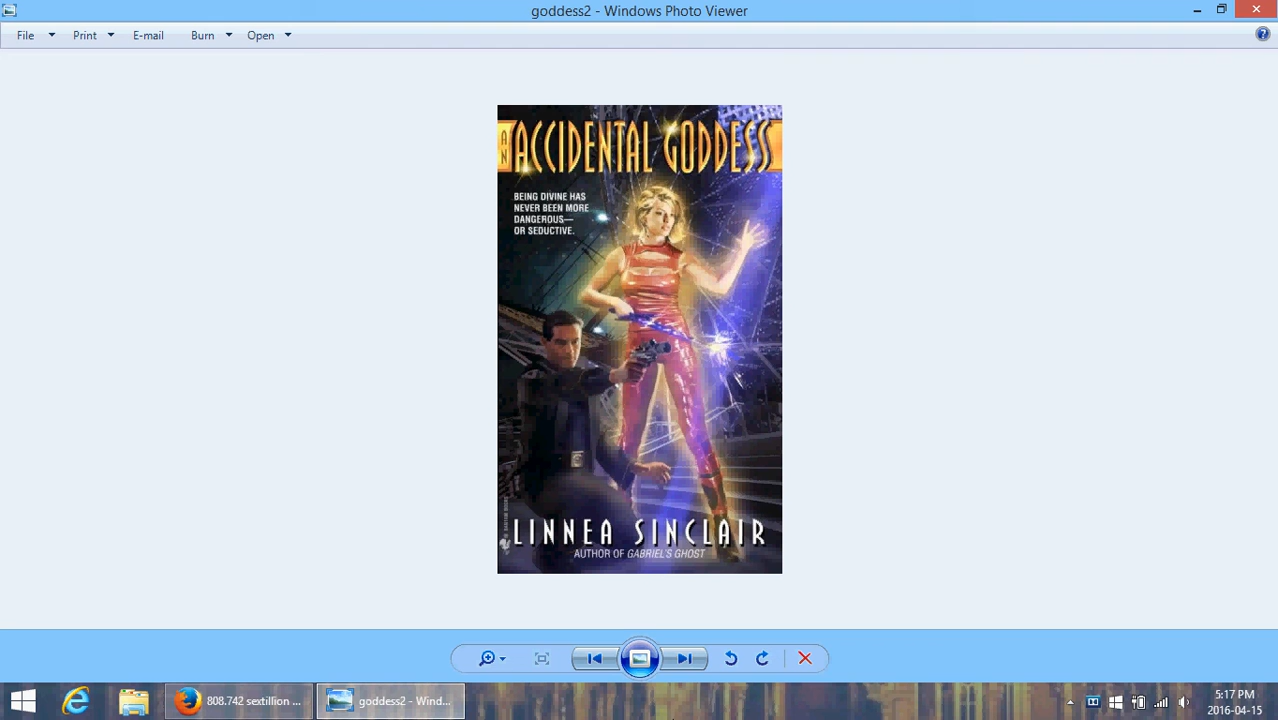 goddess2 - Windows Photo Viewer
File Print E-mail Burn Open
AN ACCIDENTAL GODDESS
BEING DIVINE HAS
NEVER BEEN MORE
DANGEROUS—
OR SEDUCTIVE.
LINNEA SINCLAIR
AUTHOR OF GABRIEL'S GHOST
808.742 sextillion ...
goddess2 - Wind...
5:17 PM
2016-04-15